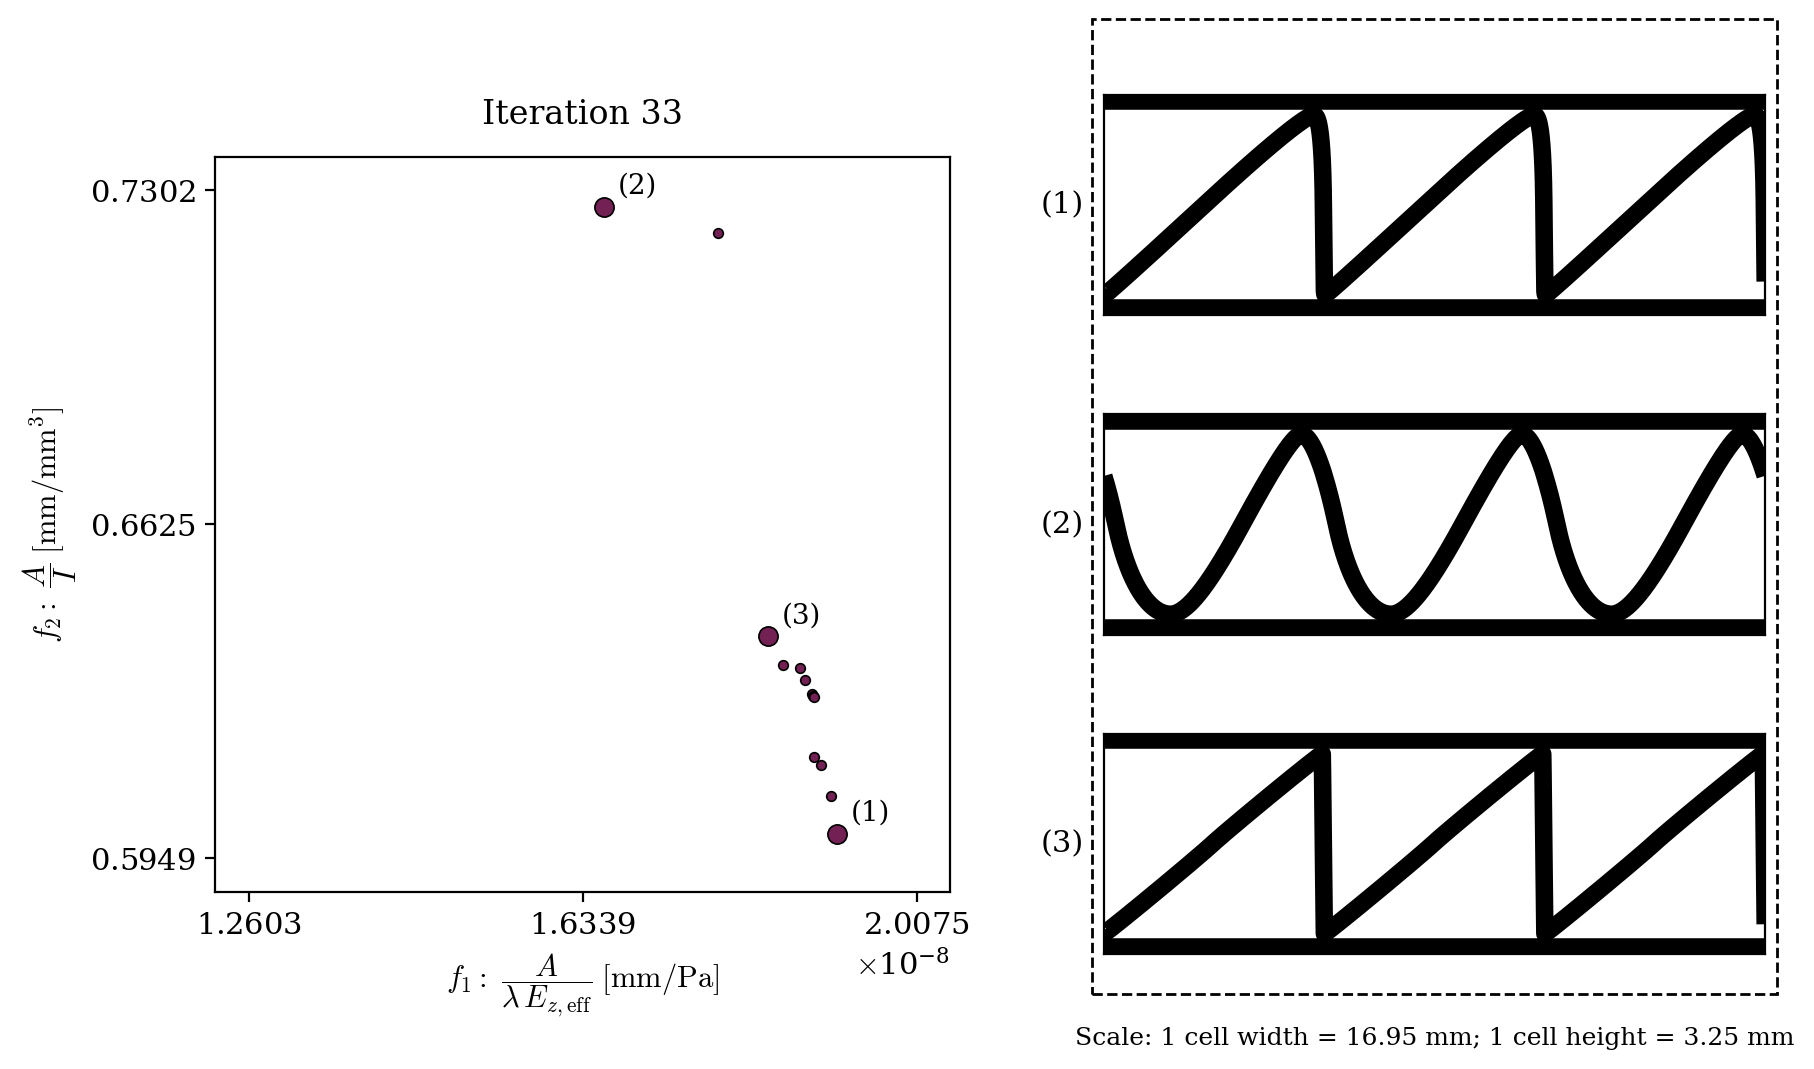 Iteration 33
0.7302
0.6625
0.5949
f₂: A/I [mm/mm³]
(2)
(3)
(1)
1.2603 1.6339 2.0075
×10⁻⁸
f₁: A/(λ E_{z,eff}) [mm/Pa]
(1)
(2)
(3)
Scale: 1 cell width = 16.95 mm; 1 cell height = 3.25 mm